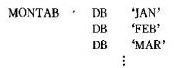 MONTAB DB ‘JAN’
DB ‘FEB’
DB ‘MAR’
⋮